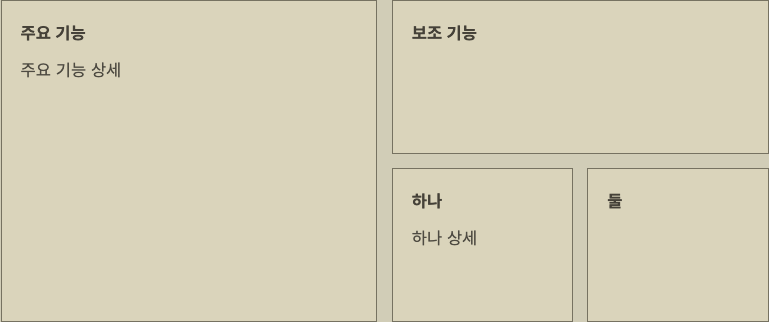 주요 기능
주요 기능 상세
보조 기능
하나
하나 상세
둘